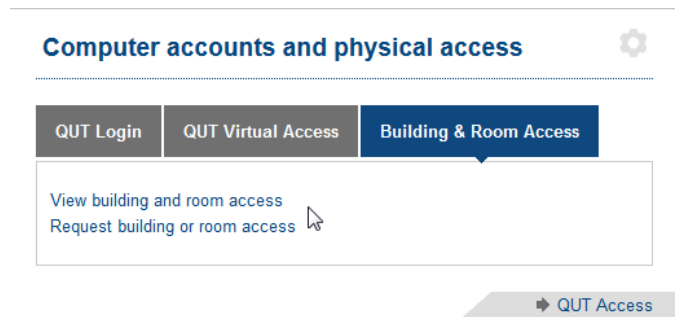 Computer accounts and physical access
QUT Login QUT Virtual Access Building & Room Access
View building and room access
Request building or room access
QUT Access